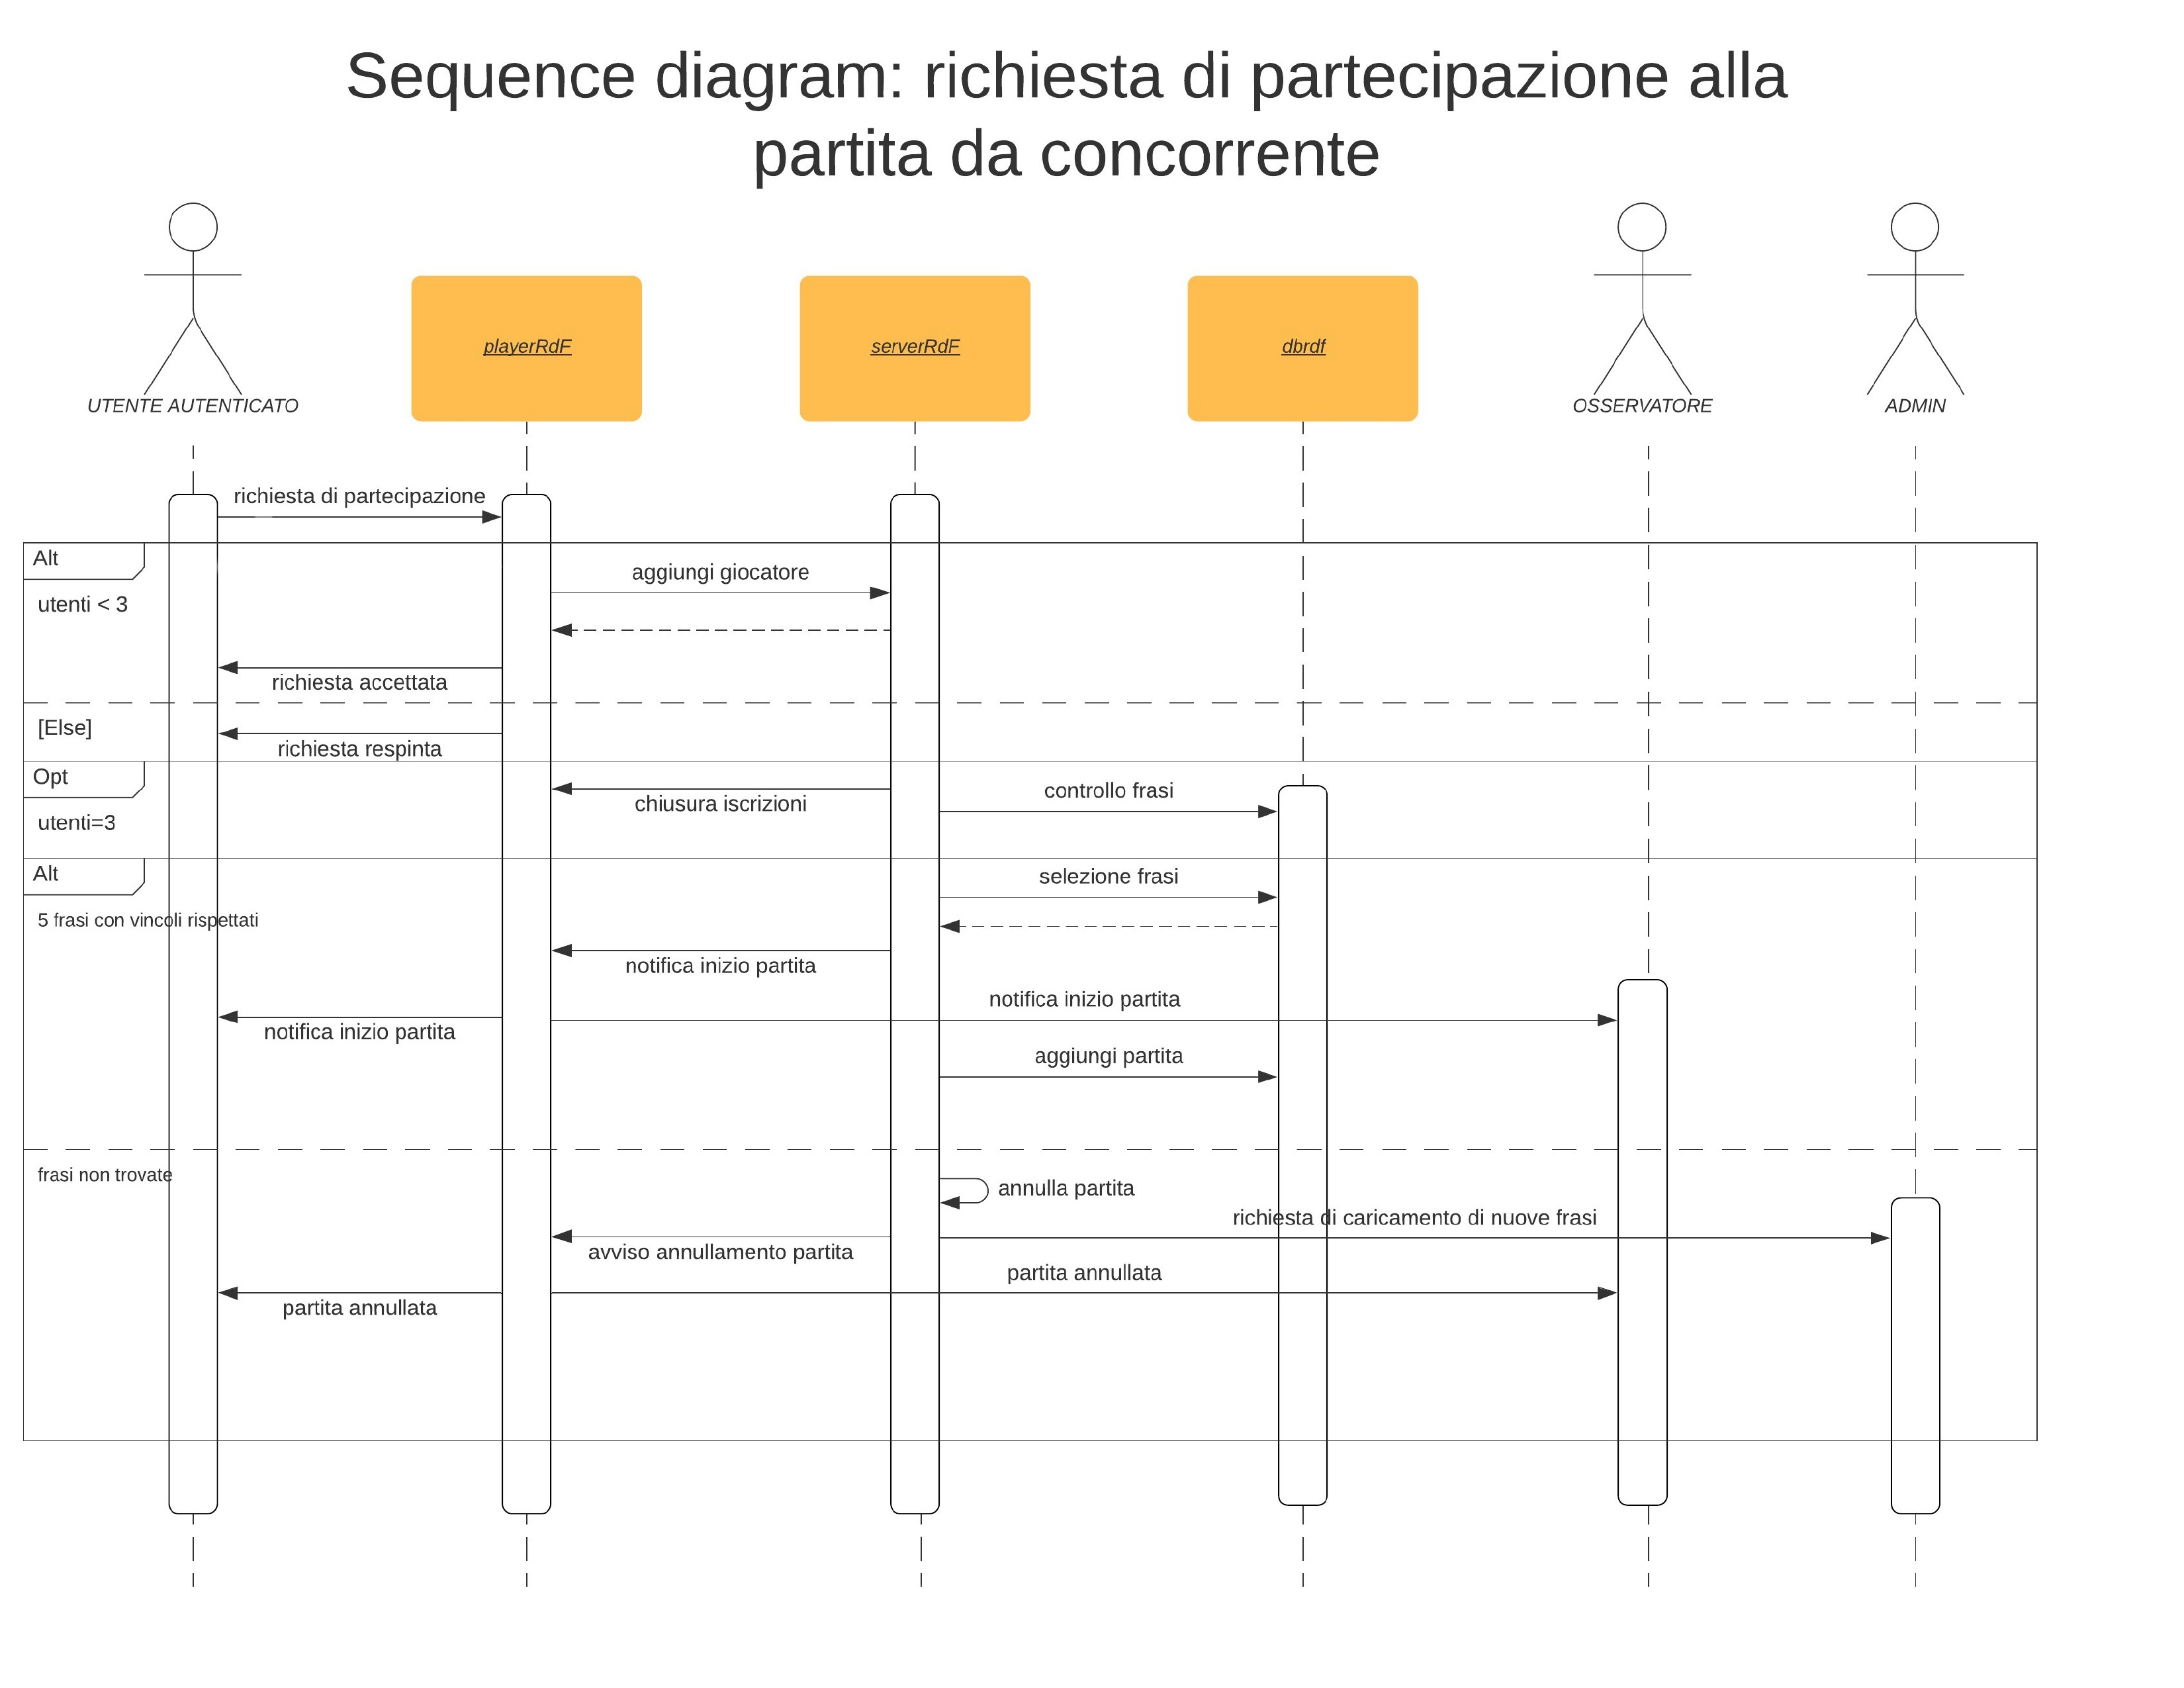 Sequence diagram: richiesta di partecipazione alla
partita da concorrente
UTENTE AUTENTICATO
playerRdF
serverRdF
dbrdf
OSSERVATORE
ADMIN
richiesta di partecipazione
Alt
aggiungi giocatore
utenti < 3
richiesta accettata
[Else]
richiesta respinta
Opt
chiusura iscrizioni
controllo frasi
utenti=3
Alt
selezione frasi
5 frasi con vincoli rispettati
notifica inizio partita
notifica inizio partita
notifica inizio partita
aggiungi partita
frasi non trovate
annulla partita
richiesta di caricamento di nuove frasi
avviso annullamento partita
partita annullata
partita annullata